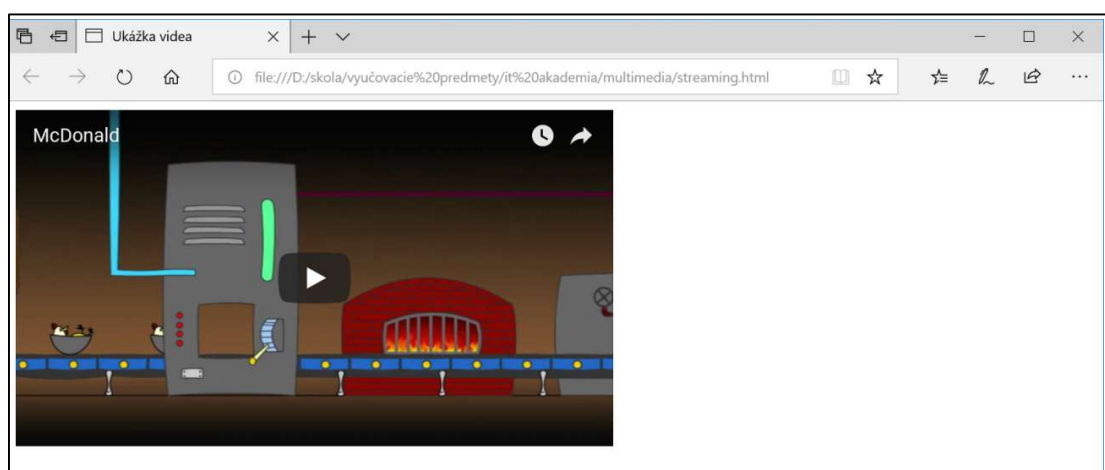 Ukážka videa
file:///D:/skola/vyučovacie%20predmety/it%20akademia/multimedia/streaming.html
McDonald